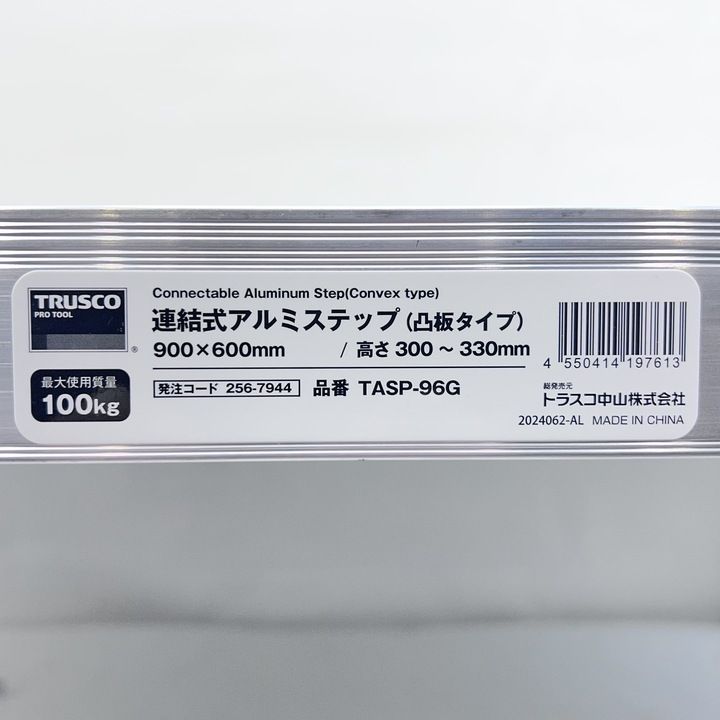 TRUSCO
PRO TOOL
®
最大使用質量
100kg
Connectable Aluminum Step(Convex type)
連結式アルミステップ(凸板タイプ)
900×600mm / 高さ 300 ～ 330mm
発注コード 256-7944 品番 TASP-96G
4 550414 197613
総発売元
トラスコ中山株式会社
2024062-AL MADE IN CHINA